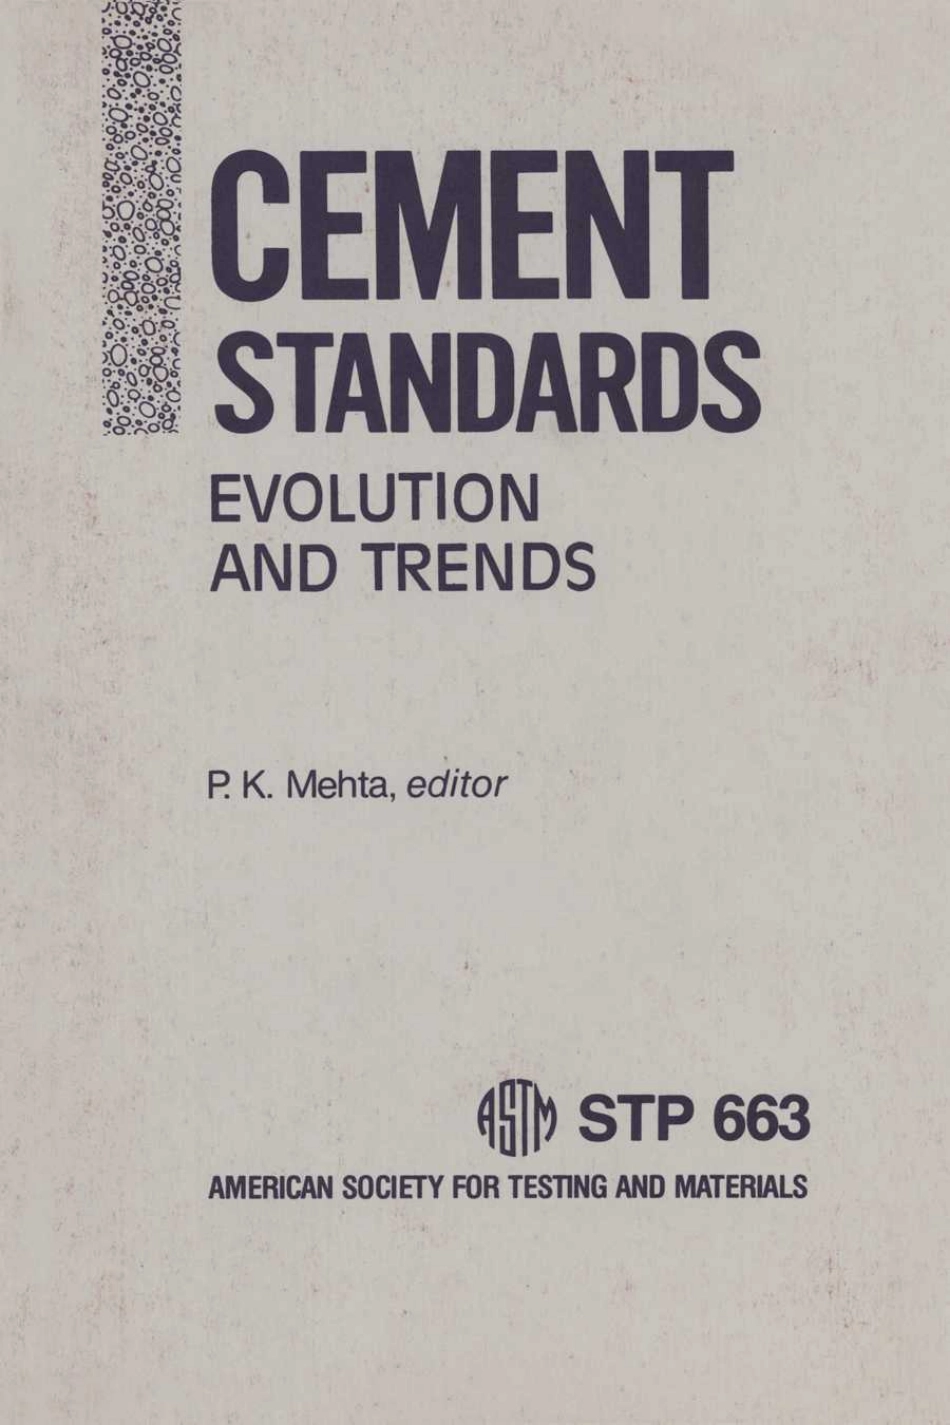 CEMENT
STANDARDS
EVOLUTION
AND TRENDS
P. K. Mehta, editor
ASTM STP 663
AMERICAN SOCIETY FOR TESTING AND MATERIALS